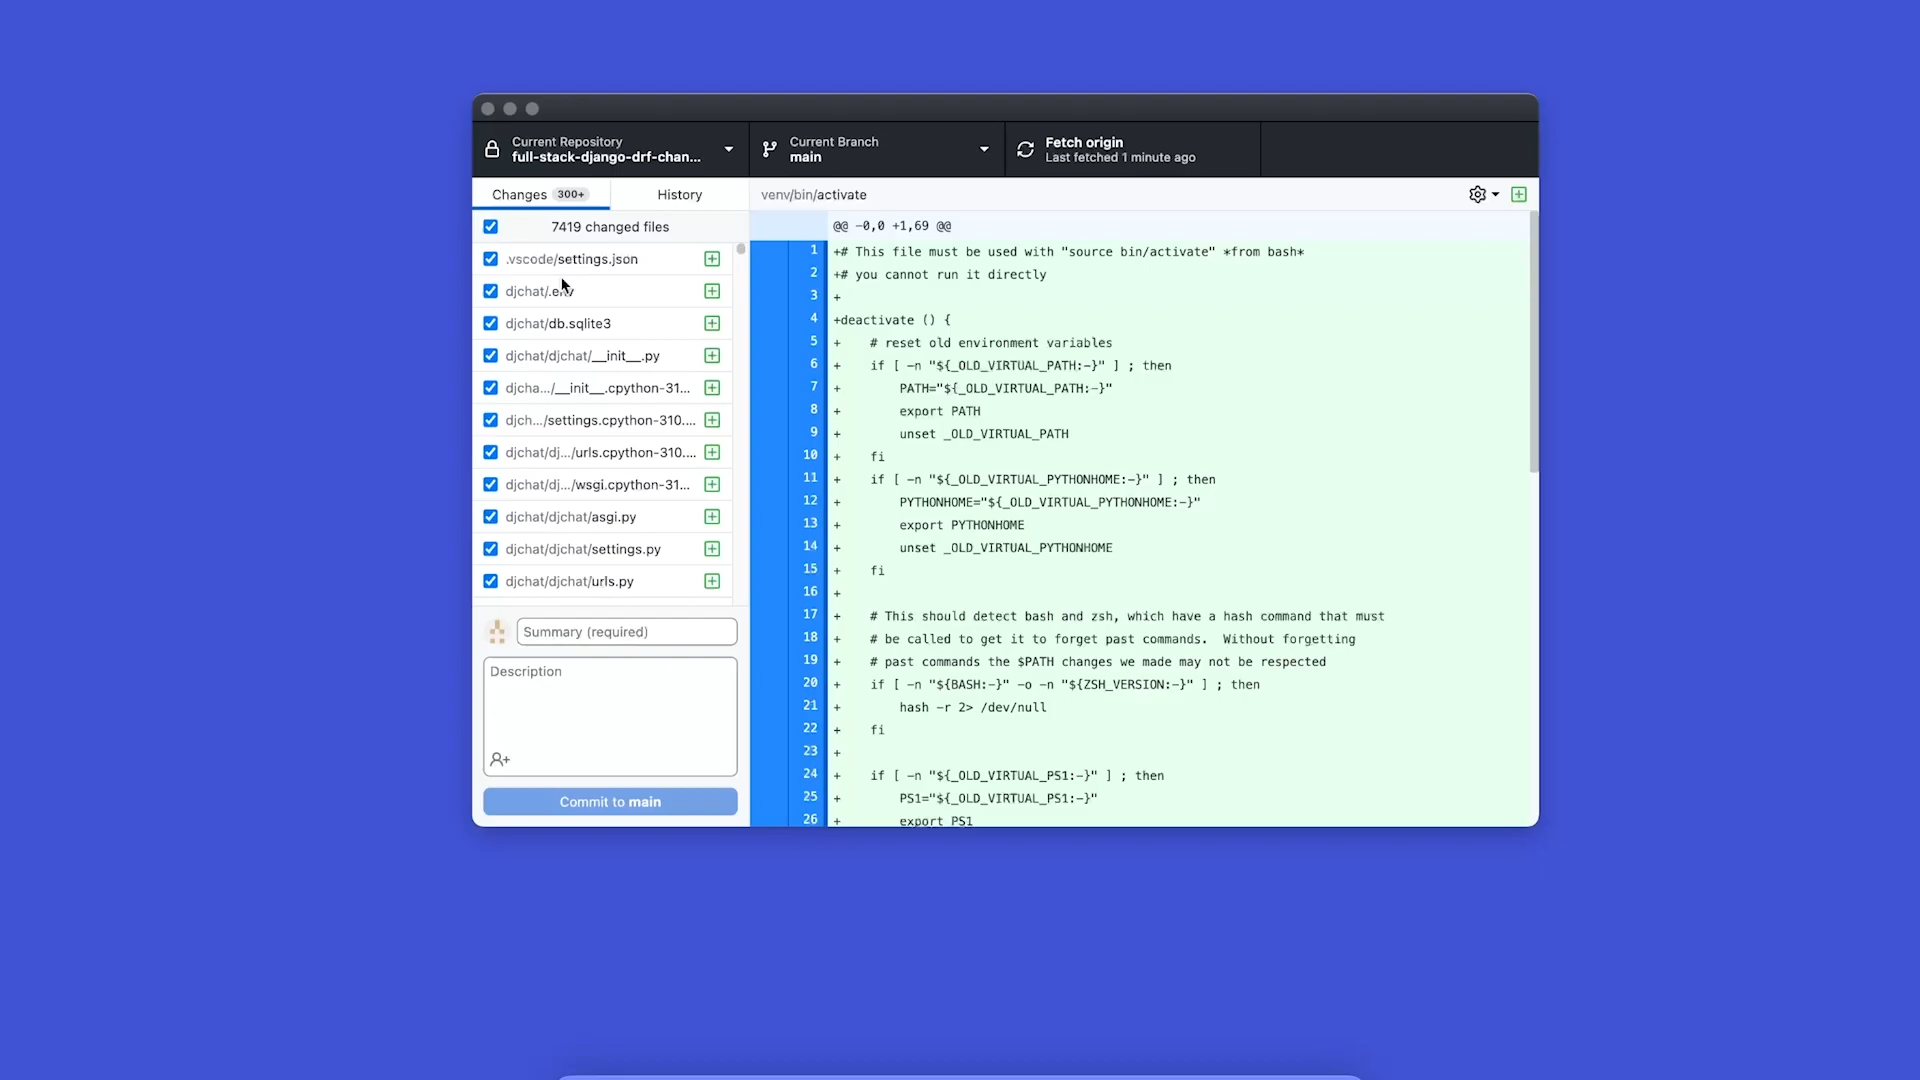 Current Repository
full-stack-django-drf-chan...
Current Branch
main
Fetch origin
Last fetched 1 minute ago
Changes 300+
History
venv/bin/activate
7419 changed files
.vscode/settings.json
djchat/.env
djchat/db.sqlite3
djchat/djchat/__init__.py
djcha.../__init__.cpython-31...
djch.../settings.cpython-310....
djchat/dj.../urls.cpython-310....
djchat/dj.../wsgi.cpython-31...
djchat/djchat/asgi.py
djchat/djchat/settings.py
djchat/djchat/urls.py
Summary (required)
Description
Commit to main
@@ -0,0 +1,69 @@
1 +# This file must be used with "source bin/activate" *from bash*
2 +# you cannot run it directly
3 +
4 +deactivate () {
5 +    # reset old environment variables
6 +    if [ -n "${_OLD_VIRTUAL_PATH:-}" ] ; then
7 +        PATH="${_OLD_VIRTUAL_PATH:-}"
8 +        export PATH
9 +        unset _OLD_VIRTUAL_PATH
10 +    fi
11 +    if [ -n "${_OLD_VIRTUAL_PYTHONHOME:-}" ] ; then
12 +        PYTHONHOME="${_OLD_VIRTUAL_PYTHONHOME:-}"
13 +        export PYTHONHOME
14 +        unset _OLD_VIRTUAL_PYTHONHOME
15 +    fi
16 +
17 +    # This should detect bash and zsh, which have a hash command that must
18 +    # be called to get it to forget past commands.  Without forgetting
19 +    # past commands the $PATH changes we made may not be respected
20 +    if [ -n "${BASH:-}" -o -n "${ZSH_VERSION:-}" ] ; then
21 +        hash -r 2> /dev/null
22 +    fi
23 +
24 +    if [ -n "${_OLD_VIRTUAL_PS1:-}" ] ; then
25 +        PS1="${_OLD_VIRTUAL_PS1:-}"
26 +        export PS1